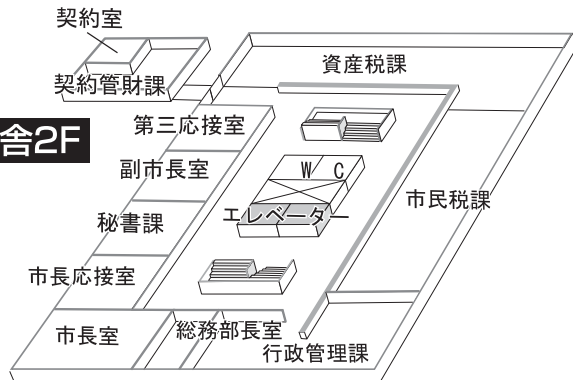 契約室
契約管財課
資産税課
舎2F
第三応接室
副市長室
W C
市民税課
秘書課
エレベーター
市長応接室
市長室
総務部長室
行政管理課